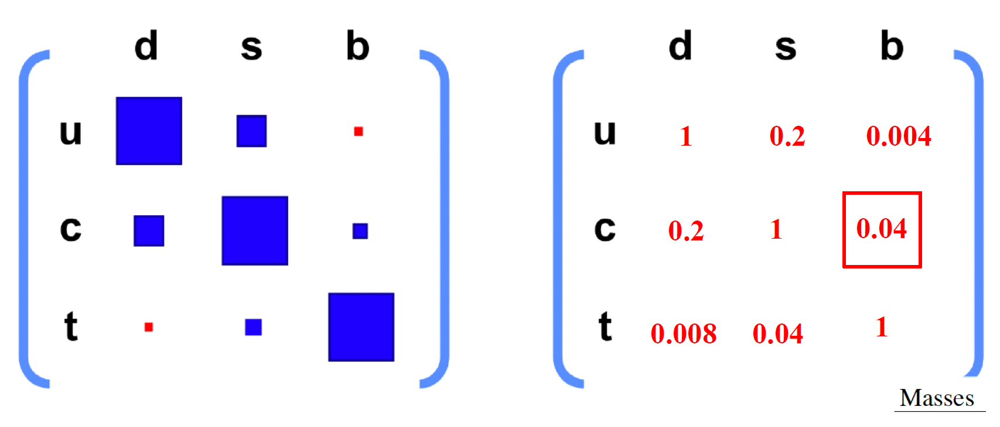 d s b
u
c
t
d s b
u 1 0.2 0.004
c 0.2 1 0.04
t 0.008 0.04 1
Masses